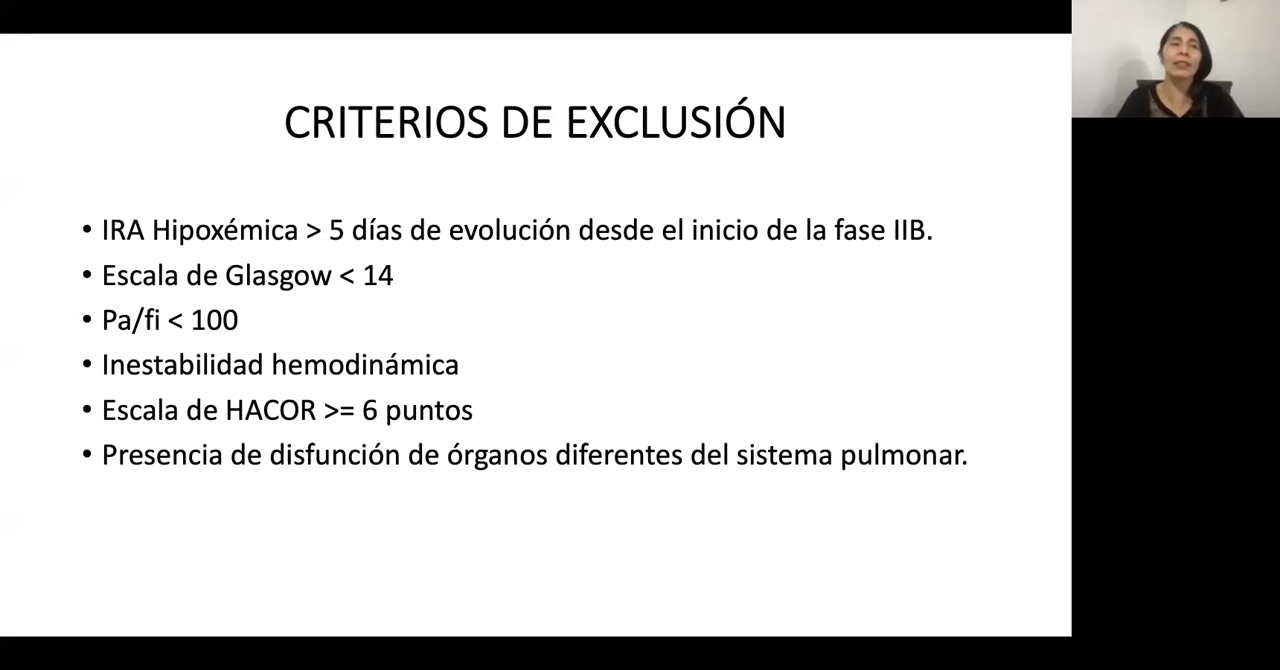 CRITERIOS DE EXCLUSIÓN
• IRA Hipoxémica > 5 días de evolución desde el inicio de la fase IIB.
• Escala de Glasgow < 14
• Pa/fi < 100
• Inestabilidad hemodinámica
• Escala de HACOR >= 6 puntos
• Presencia de disfunción de órganos diferentes del sistema pulmonar.